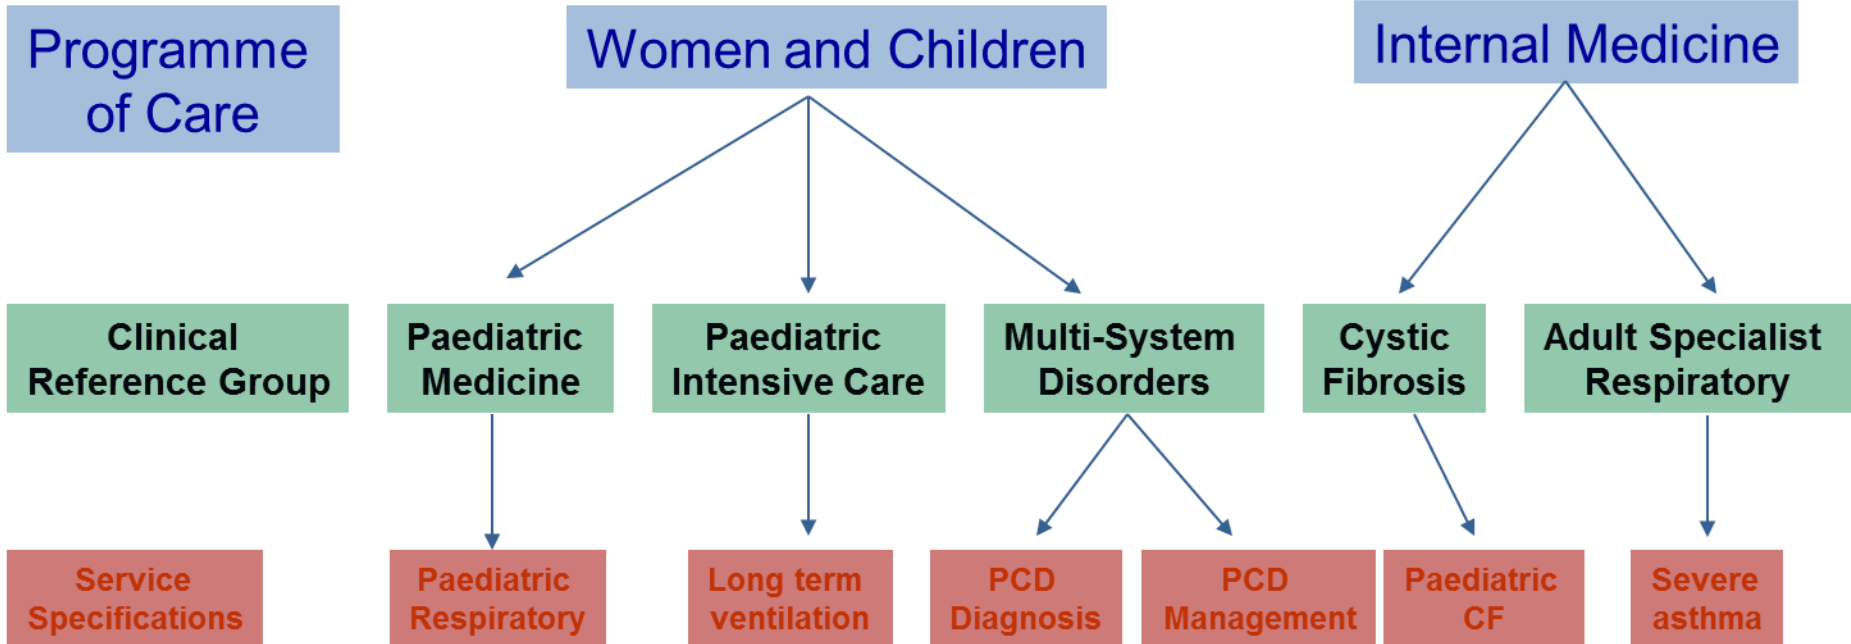 Programme
of Care
Women and Children
Internal Medicine
Clinical
Reference Group
Paediatric
Medicine
Paediatric
Intensive Care
Multi-System
Disorders
Cystic
Fibrosis
Adult Specialist
Respiratory
Service
Specifications
Paediatric
Respiratory
Long term
ventilation
PCD
Diagnosis
PCD
Management
Paediatric
CF
Severe
asthma